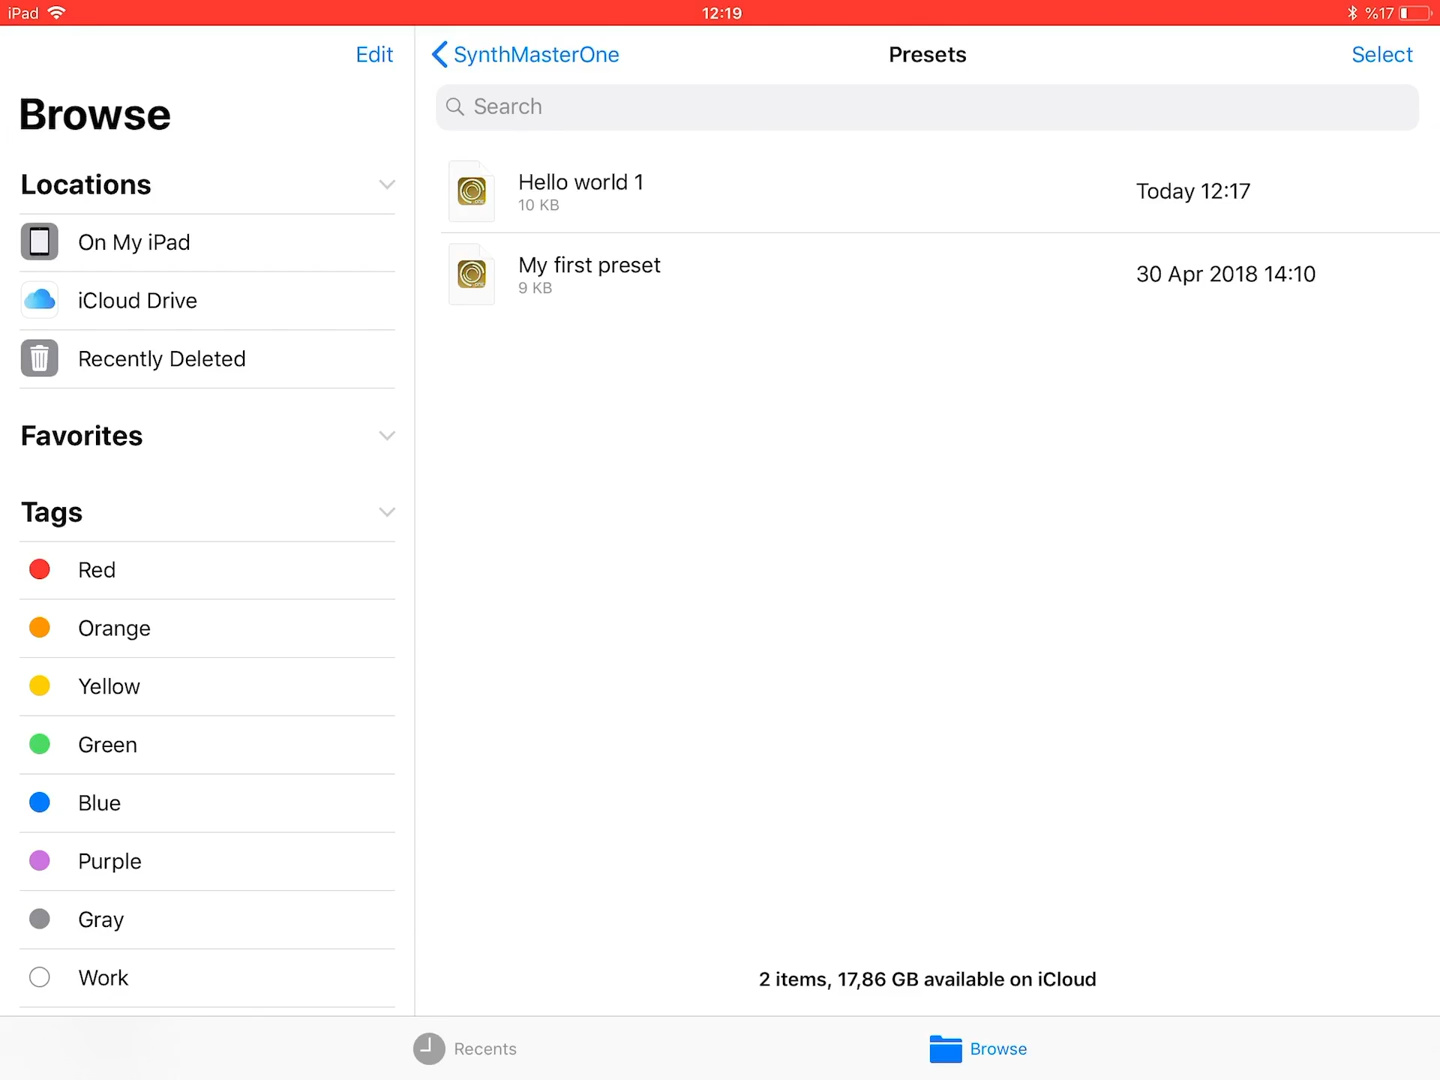 iPad
12:19
%17
Edit
SynthMasterOne
Presets
Select
Browse
Search
Locations
Hello world 1
10 KB
Today 12:17
On My iPad
My first preset
9 KB
30 Apr 2018 14:10
iCloud Drive
Recently Deleted
Favorites
Tags
Red
Orange
Yellow
Green
Blue
Purple
Gray
Work
2 items, 17,86 GB available on iCloud
Recents
Browse